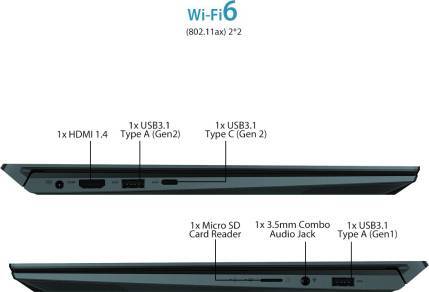 Wi-Fi6
(802.11ax) 2*2
1x HDMI 1.4
1x USB3.1
Type A (Gen2)
1x USB3.1
Type C (Gen 2)
1x Micro SD
Card Reader
1x 3.5mm Combo
Audio Jack
1x USB3.1
Type A (Gen1)